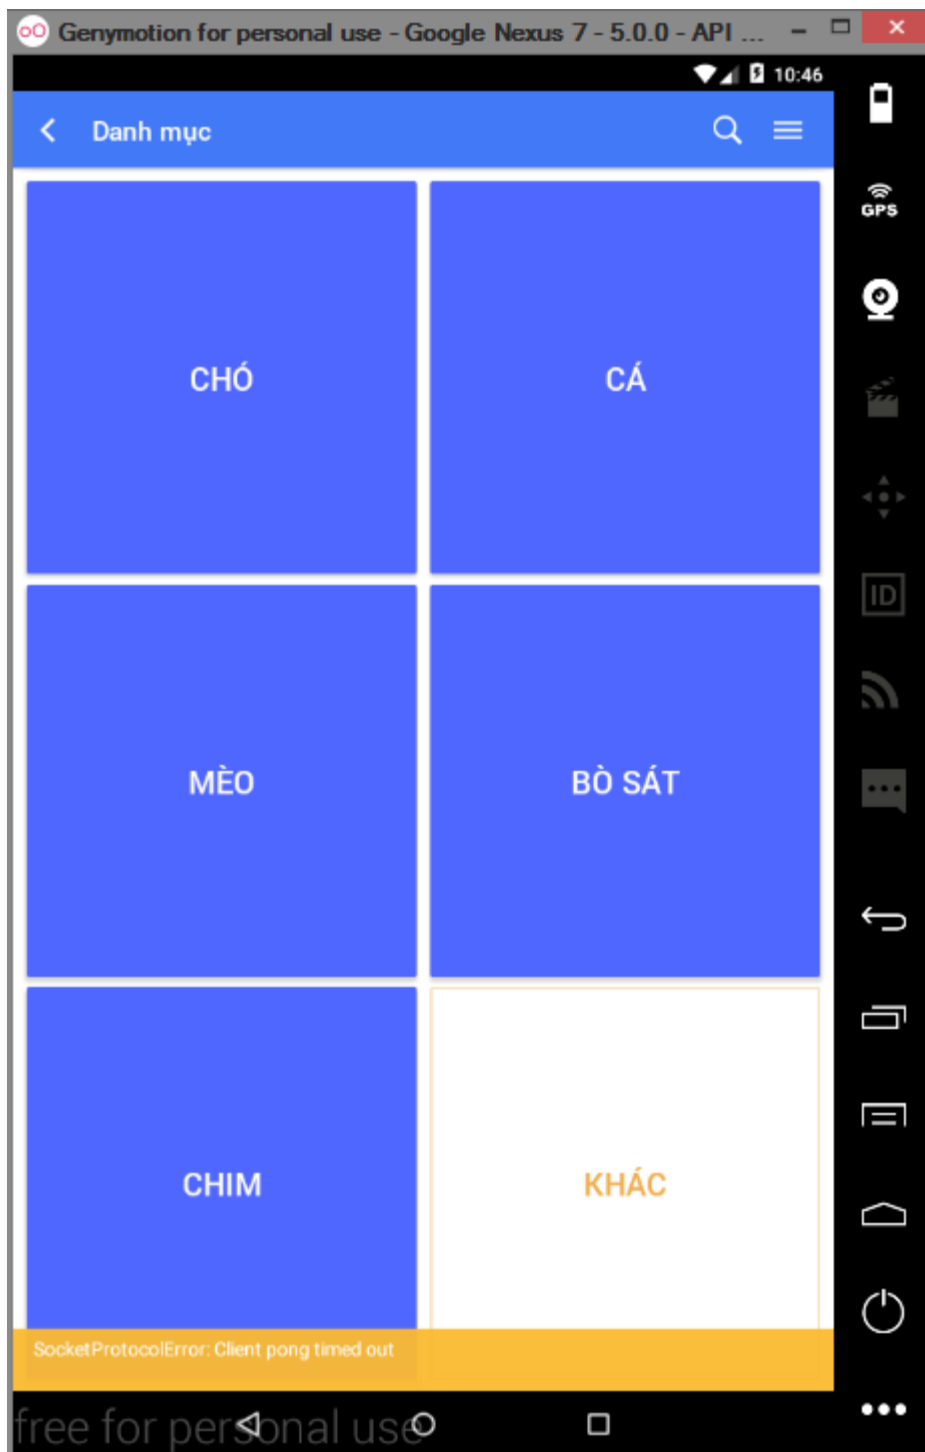 Genymotion for personal use - Google Nexus 7 - 5.0.0 - API ...
10:46
Danh mục
GPS
CHÓ
CÁ
ID
MÈO
BÒ SÁT
CHIM
KHÁC
SocketProtocolError: Client pong timed out
free for personal use